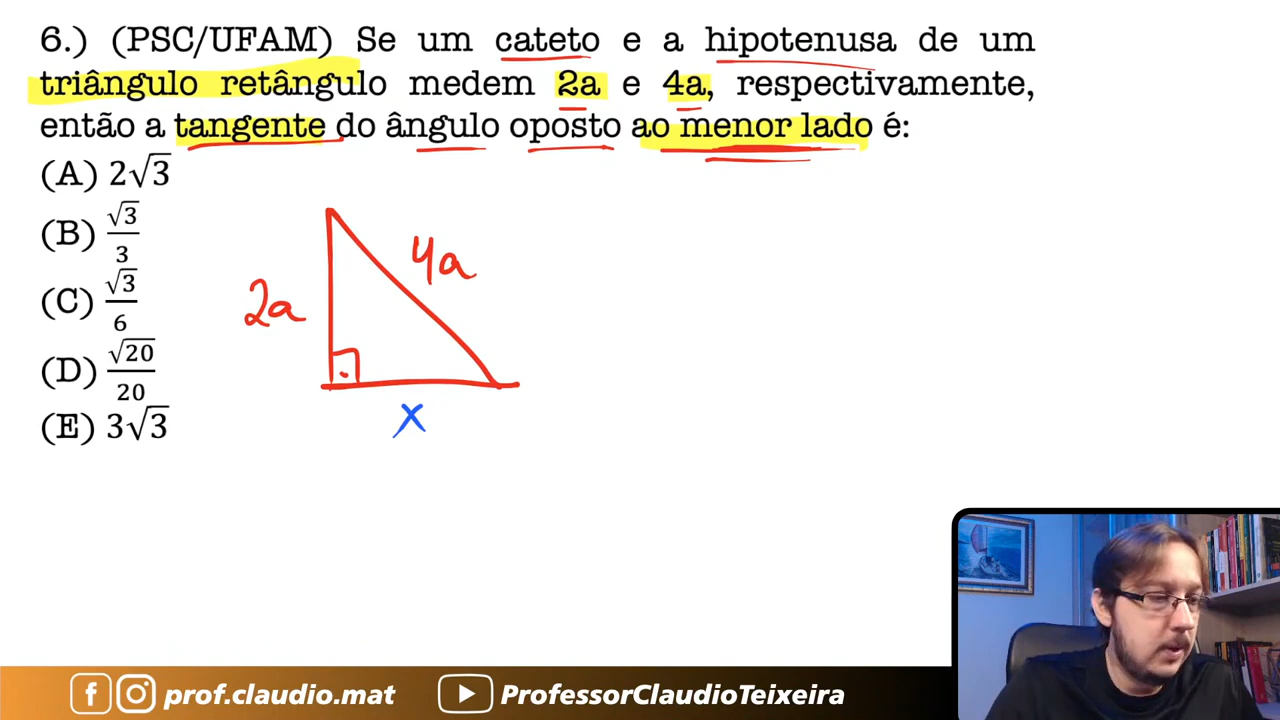 6.) (PSC/UFAM) Se um cateto e a hipotenusa de um
triângulo retângulo medem 2a e 4a, respectivamente,
então a tangente do ângulo oposto ao menor lado é:
(A) 2√3
(B) √3/3
(C) √3/6
(D) √20/20
(E) 3√3
4a
2a
x
prof.claudio.mat
ProfessorClaudioTeixeira